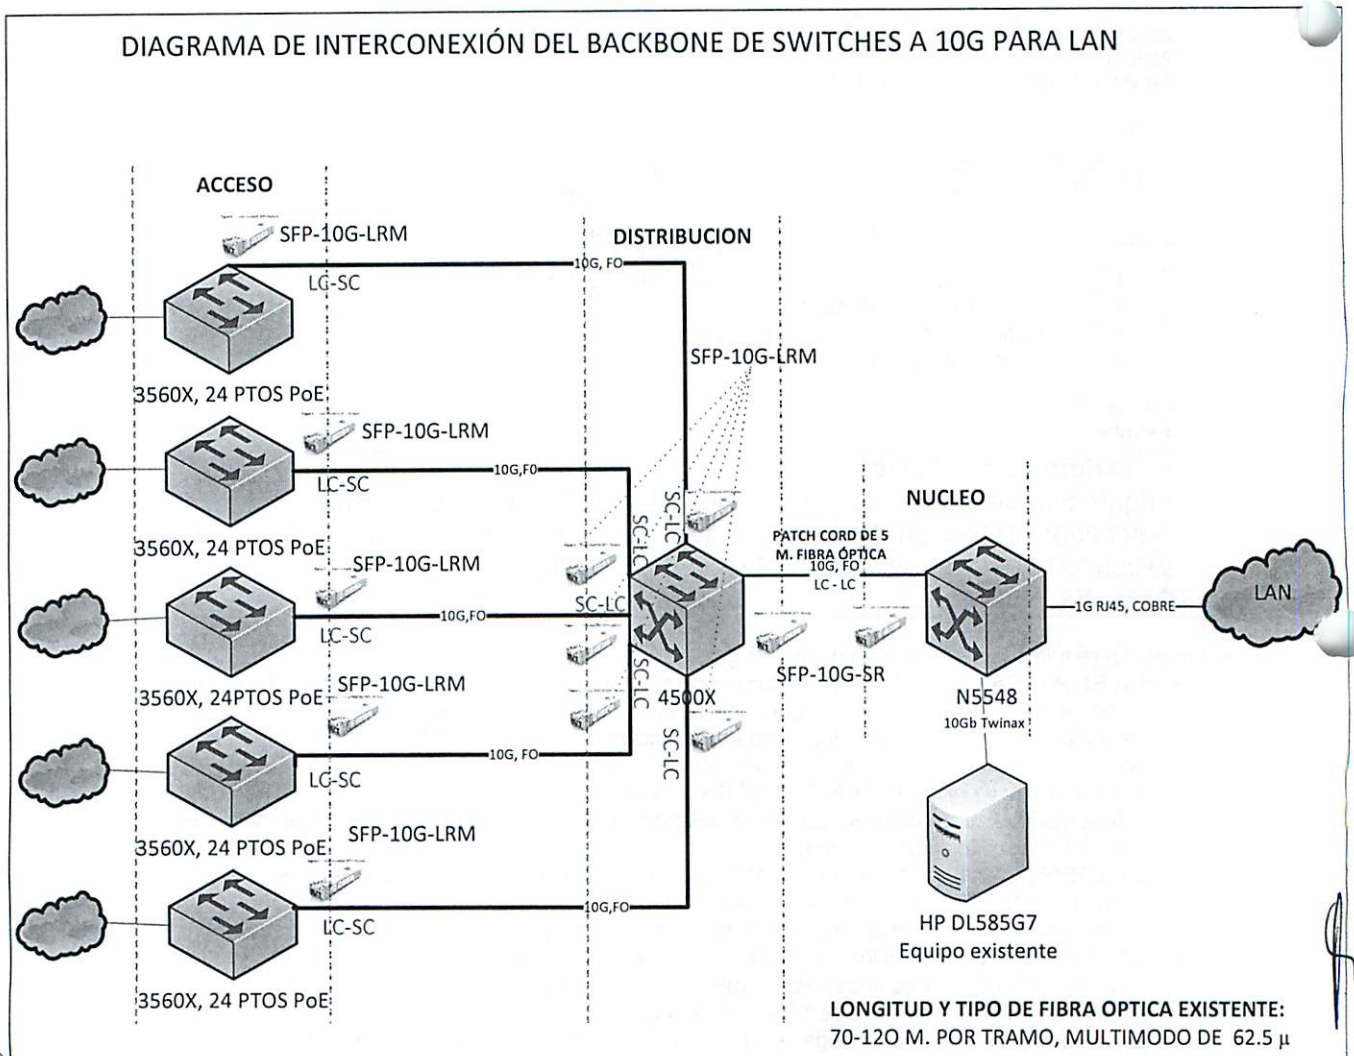 DIAGRAMA DE INTERCONEXIÓN DEL BACKBONE DE SWITCHES A 10G PARA LAN
ACCESO
SFP-10G-LRM
DISTRIBUCION
10G, FO
LC-SC
SFP-10G-LRM
3560X, 24 PTOS PoE
SFP-10G-LRM
10G,F0
LC-SC
SC-LC
SC-LC
NUCLEO
PATCH CORD DE 5
M. FIBRA ÓPTICA
10G, FO
LC - LC
3560X, 24 PTOS PoE
SFP-10G-LRM
SC-LC
10G,FO
LC-SC
1G RJ45, COBRE
LAN
SFP-10G-SR
3560X, 24PTOS PoE
SFP-10G-LRM
SC-LC
4500X
N5548
10Gb Twinax
SC-LC
10G, FO
LC-SC
3560X, 24 PTOS PoE
SFP-10G-LRM
10G,FO
LC-SC
HP DL585G7
Equipo existente
3560X, 24 PTOS PoE
LONGITUD Y TIPO DE FIBRA OPTICA EXISTENTE:
70-120 M. POR TRAMO, MULTIMODO DE 62.5 µ